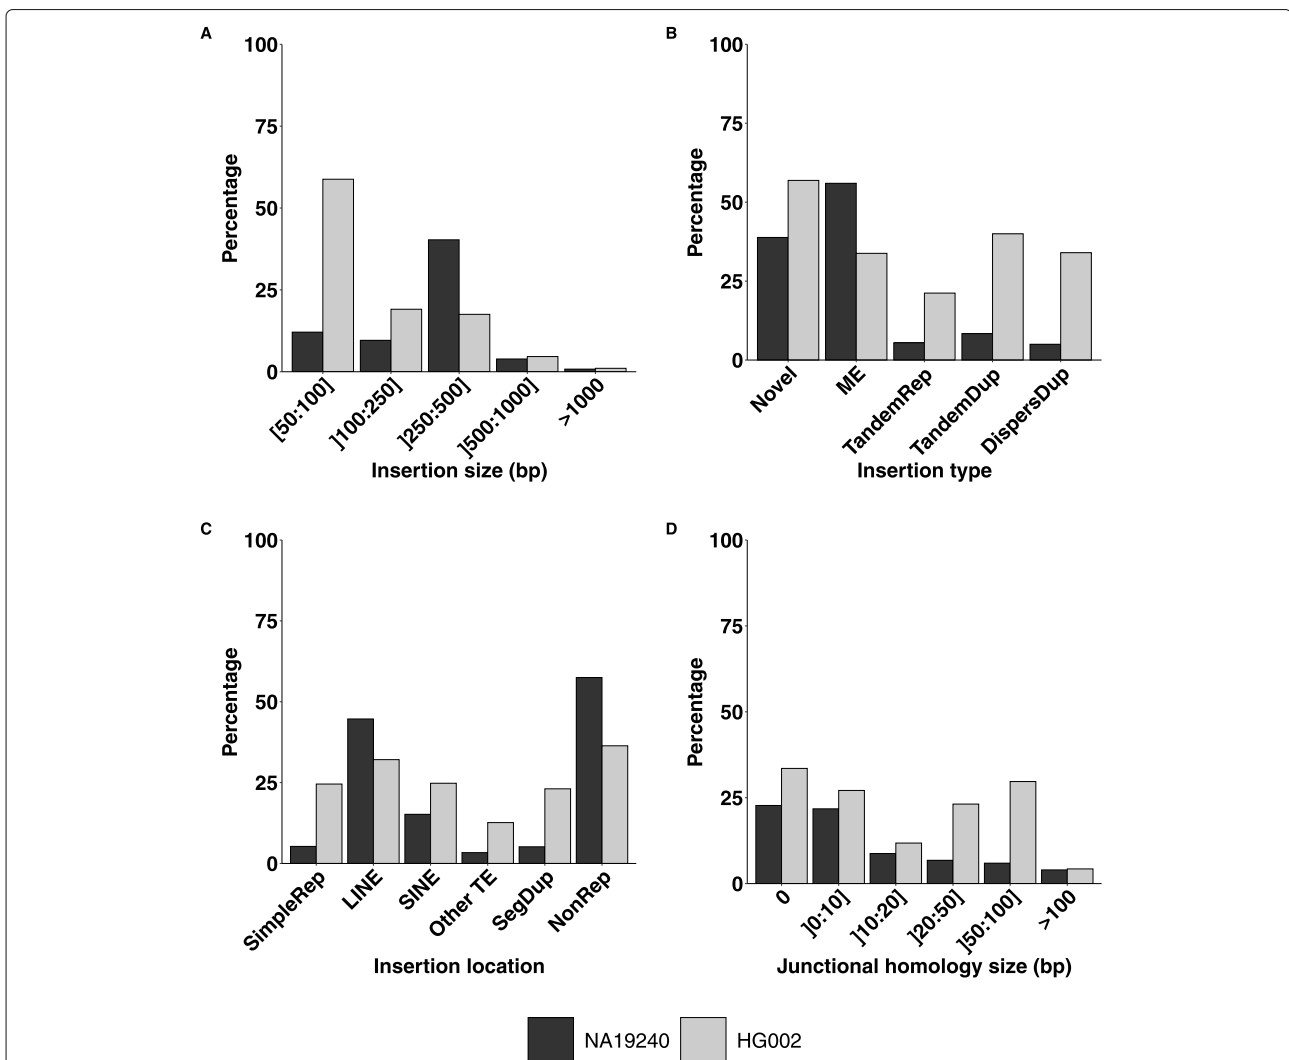 A
100
75
50
25
0
Percentage
[50:100]
]100:250]
]250:500]
]500:1000]
>1000
Insertion size (bp)
B
100
75
50
25
0
Percentage
Novel
ME
TandemRep
TandemDup
DispersDup
Insertion type
C
100
75
50
25
0
Percentage
SimpleRep
LINE
SINE
Other TE
SegDup
NonRep
Insertion location
D
100
75
50
25
0
Percentage
0
]0:10]
]10:20]
]20:50]
]50:100]
>100
Junctional homology size (bp)
NA19240
HG002